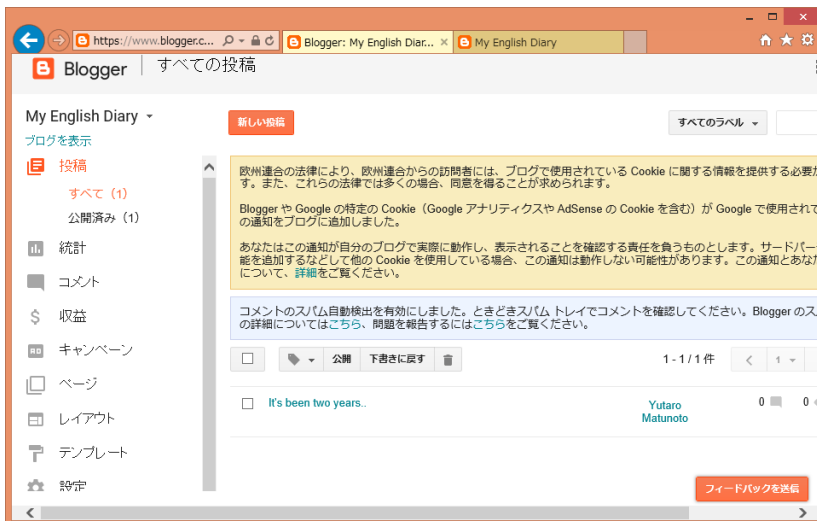 https://www.blogger.c...
Blogger: My English Diar...
My English Diary
Blogger
すべての投稿
My English Diary
ブログを表示
新しい投稿
すべてのラベル
投稿
すべて（1）
公開済み（1）
統計
コメント
収益
キャンペーン
ページ
レイアウト
テンプレート
設定
欧州連合の法律により、欧州連合からの訪問者には、ブログで使用されている Cookie に関する情報を提供する必要が
す。また、これらの法律では多くの場合、同意を得ることが求められます。
Blogger や Google の特定の Cookie（Google アナリティクスや AdSense の Cookie を含む）が Google で使用されて
の通知をブログに追加しました。
あなたはこの通知が自分のブログで実際に動作し、表示されることを確認する責任を負うものとします。サードパー
能を追加するなどして他の Cookie を使用している場合、この通知は動作しない可能性があります。この通知とあなた
について、詳細をご覧ください。
コメントのスパム自動検出を有効にしました。ときどきスパム トレイでコメントを確認してください。Blogger のス
の詳細についてはこちら、問題を報告するにはこちらをご覧ください。
公開
下書きに戻す
1 - 1 / 1 件
1
It's been two years..
Yutaro
Matunoto
0
0
フィードバックを送信